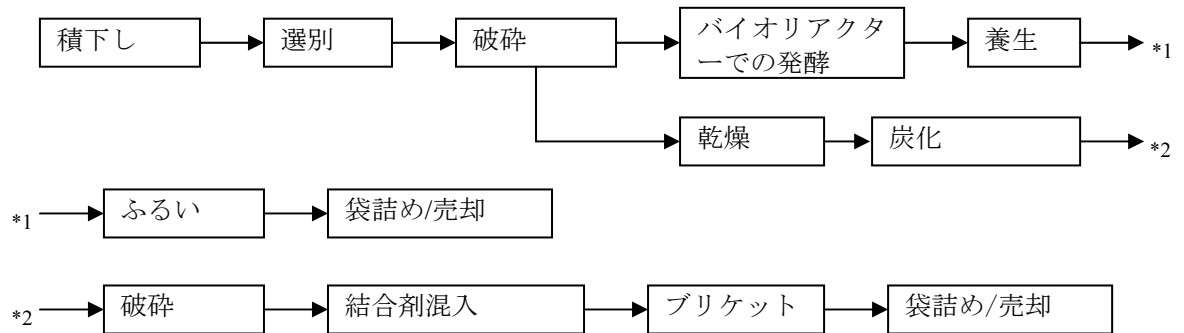 積下し
選別
破砕
バイオリアクタ
ーでの発酵
養生
*1
乾燥
炭化
*2
*1
ふるい
袋詰め/売却
*2
破砕
結合剤混入
ブリケット
袋詰め/売却